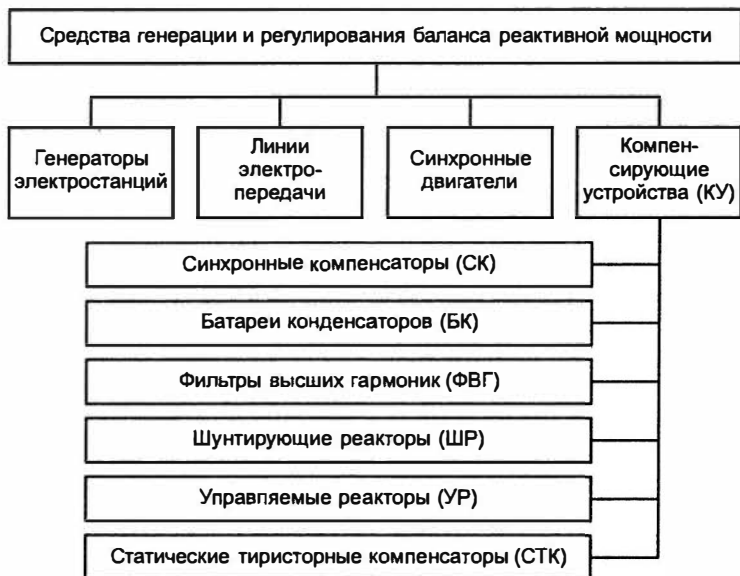 Средства генерации и регулирования баланса реактивной мощности
Генераторы
электростанций
Линии
электро-
передачи
Синхронные
двигатели
Компен-
сирующие
устройства (КУ)
Синхронные компенсаторы (СК)
Батареи конденсаторов (БК)
Фильтры высших гармоник (ФВГ)
Шунтирующие реакторы (ШР)
Управляемые реакторы (УР)
Статические тиристорные компенсаторы (СТК)